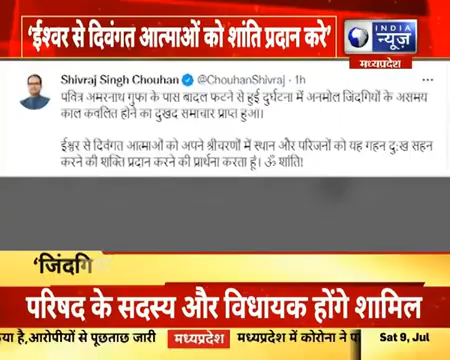 ‘ईश्वर से दिवंगत आत्माओं को शांति प्रदान करे’
INDIA
न्यूज़
मध्यप्रदेश
Shivraj Singh Chouhan @ChouhanShivraj · 1h
पवित्र अमरनाथ गुफा के पास बादल फटने से हुई दुर्घटना में अनमोल जिंदगियों के असमय
काल कवलित होने का दुखद समाचार प्राप्त हुआ।
ईश्वर से दिवंगत आत्माओं को अपने श्रीचरणों में स्थान और परिजनों को यह गहन दु:ख सहन
करने की शक्ति प्रदान करने की प्रार्थना करता है। ॐ शांति!
‘जिंदगि
परिषद के सदस्य और विधायक होंगे शामिल
है,आरोपीयों से पूछताछ जारी मध्यप्रदेश मध्यप्रदेश में कोरोना ने Sat 9, Jul